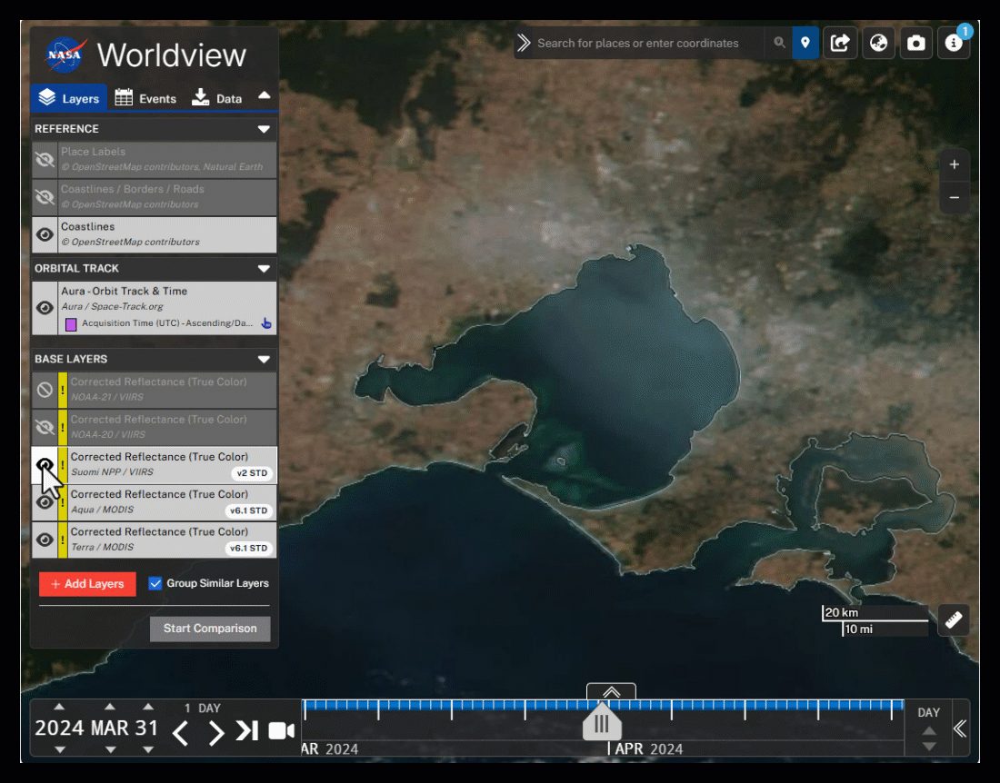 NASA
Worldview
Search for places or enter coordinates
1
Layers
Events
Data
REFERENCE
Place Labels
© OpenStreetMap contributors, Natural Earth
Coastlines / Borders / Roads
© OpenStreetMap contributors
Coastlines
© OpenStreetMap contributors
ORBITAL TRACK
Aura - Orbit Track & Time
Aura / Space-Track.org
Acquisition Time (UTC) - Ascending/Da...
BASE LAYERS
! Corrected Reflectance (True Color)
NOAA-21 / VIIRS
! Corrected Reflectance (True Color)
NOAA-20 / VIIRS
! Corrected Reflectance (True Color)
Suomi NPP / VIIRS v2 STD
! Corrected Reflectance (True Color)
Aqua / MODIS v6.1 STD
! Corrected Reflectance (True Color)
Terra / MODIS v6.1 STD
+ Add Layers
Group Similar Layers
Start Comparison
+
−
20 km
10 mi
1 DAY
2024 MAR 31
AR 2024
APR 2024
DAY